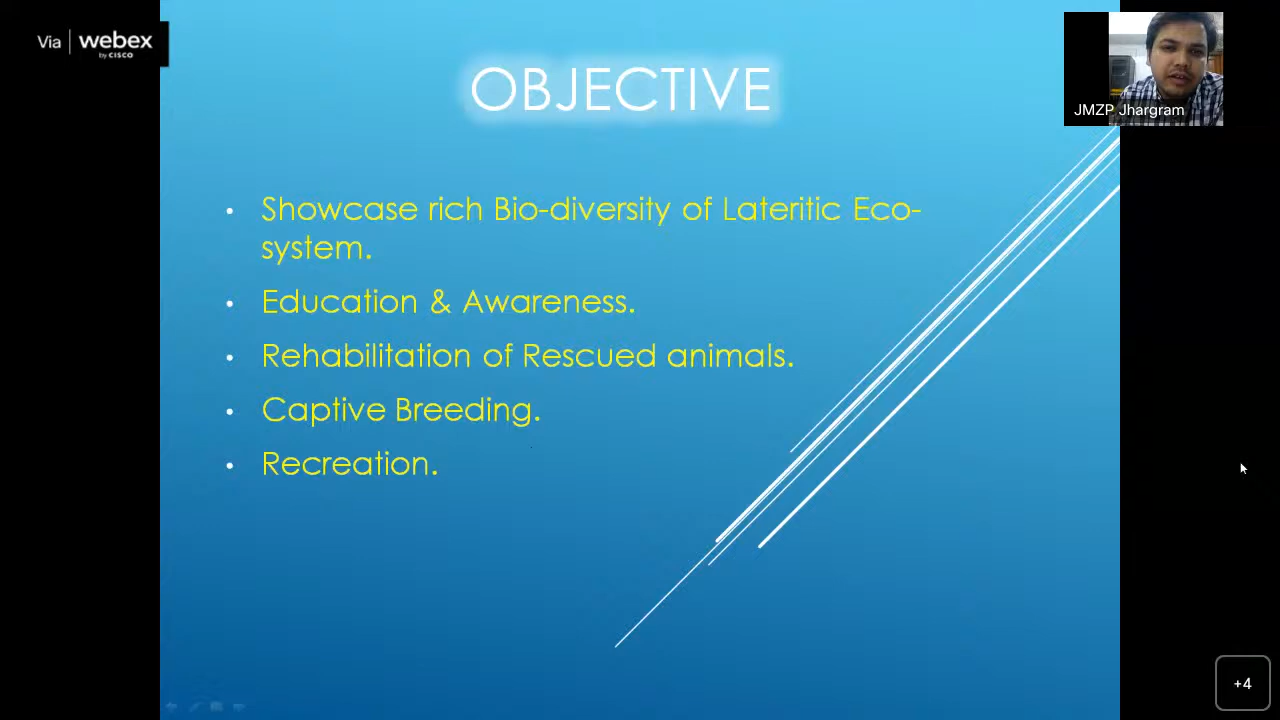 Via | webex
by CISCO
OBJECTIVE
JMZP Jhargram
• Showcase rich Bio-diversity of Lateritic Eco-
system.
• Education & Awareness.
• Rehabilitation of Rescued animals.
• Captive Breeding.
• Recreation.
+4